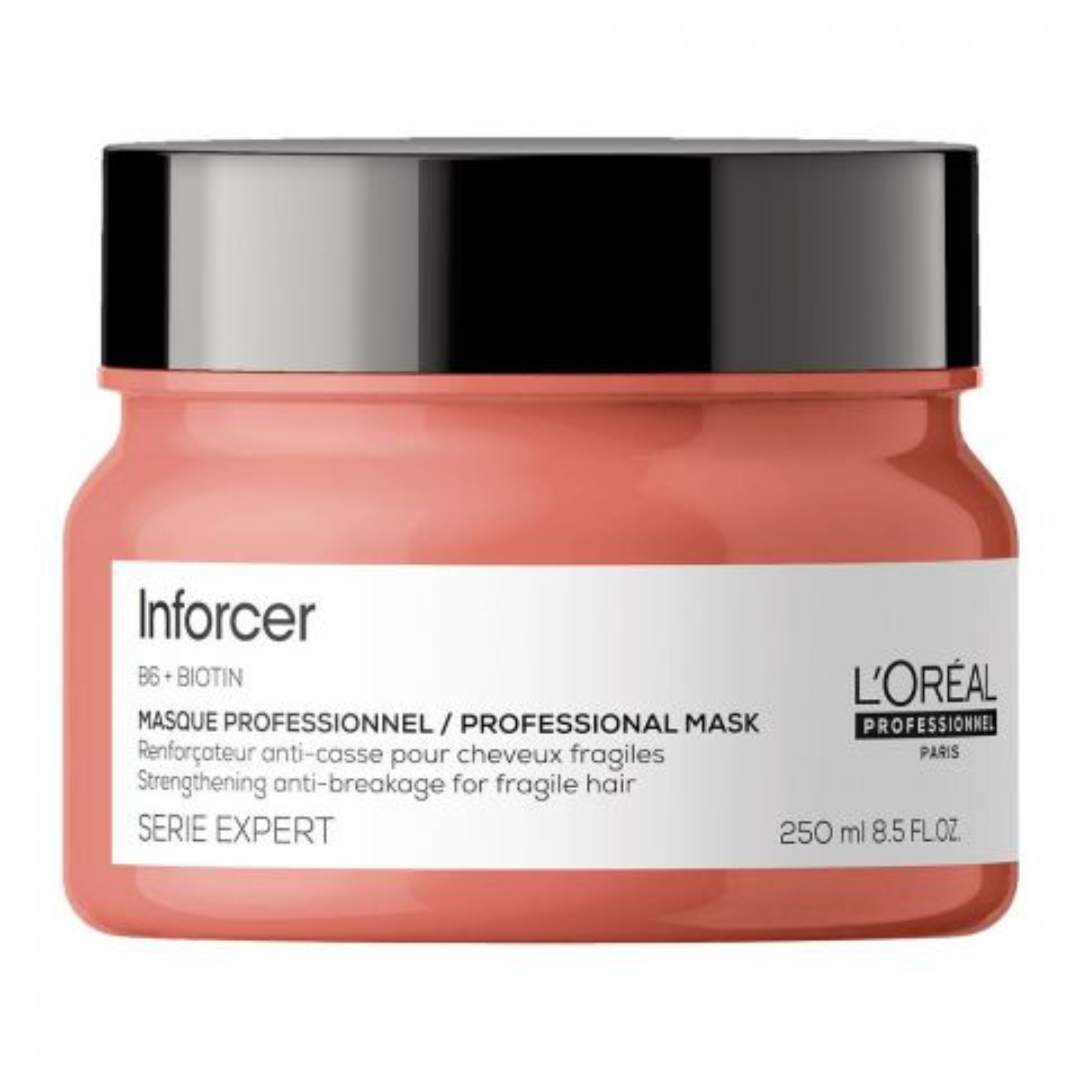 Inforcer
B6 + BIOTIN
MASQUE PROFESSIONNEL / PROFESSIONAL MASK
Renforçateur anti-casse pour cheveux fragiles
Strengthening anti-breakage for fragile hair
SERIE EXPERT
L'ORÉAL
PROFESSIONNEL
PARIS
250 ml 8.5 FL.OZ.